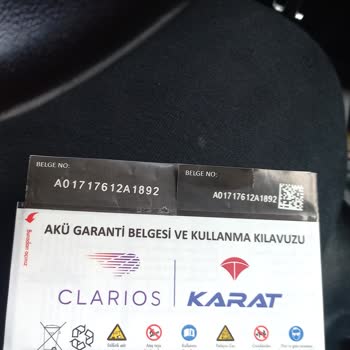 BELGE NO:
A01717612A1892
BELGE NO:
A01717612A1892
AKÜ GARANTİ BELGESİ VE KULLANMA KILAVUZU
CLARIOS
KARAT